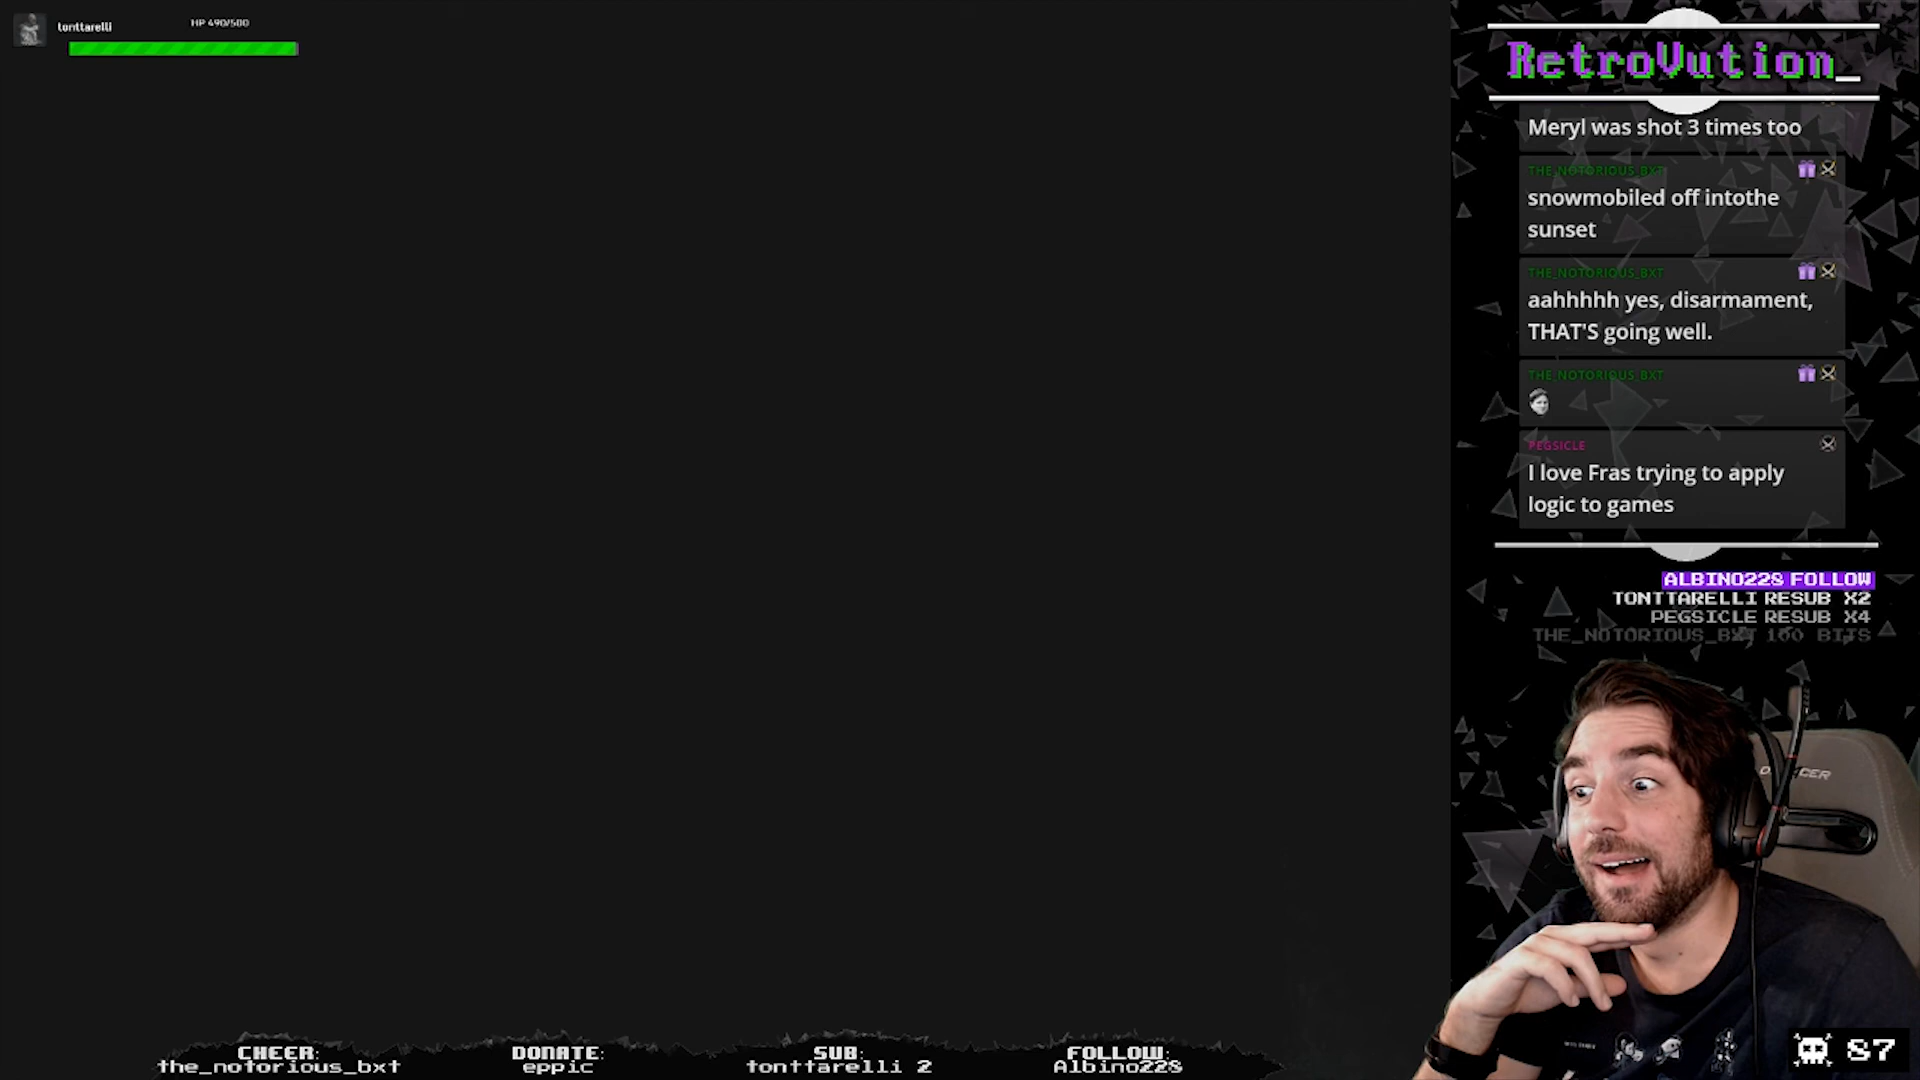 tonttarelli
HP 490/500
RetroVution_
Meryl was shot 3 times too
THE_NOTORIOUS_BXT
snowmobiled off intothe
sunset
THE_NOTORIOUS_BXT
aahhhhh yes, disarmament,
THAT'S going well.
THE_NOTORIOUS_BXT
PEGSICLE
I love Fras trying to apply
logic to games
ALBINO228 FOLLOW
TONTTARELLI RESUB X2
PEGSICLE RESUB X4
THE_NOTORIOUS_BXT 100 BITS
CHEER:
the_notorious_bxt
DONATE:
eppic
SUB:
tonttarelli 2
FOLLOW:
Albino228
87